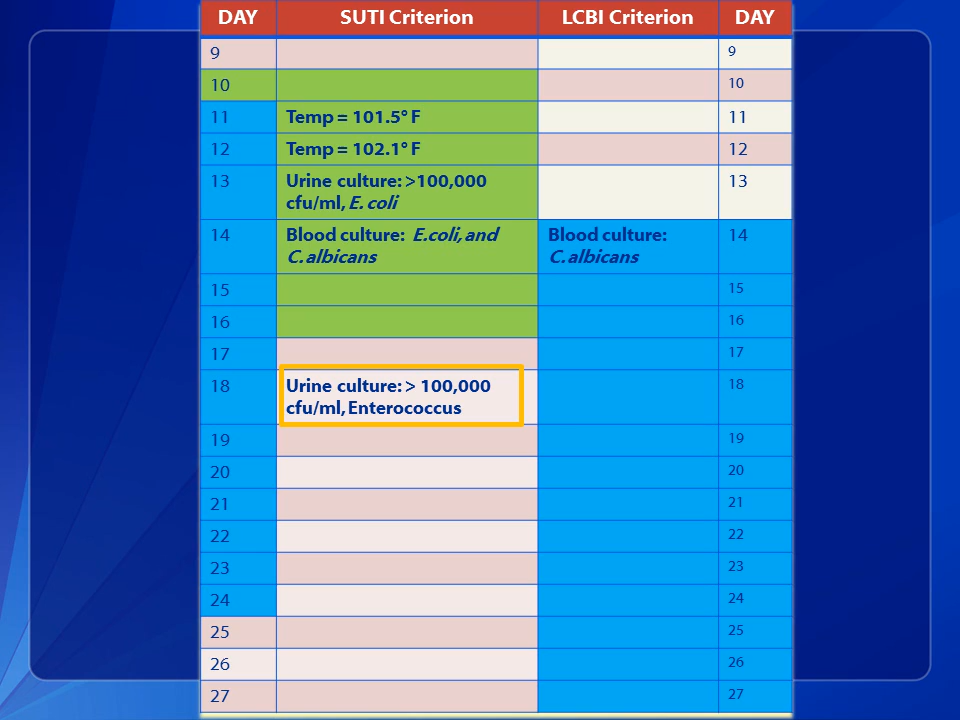 DAY SUTI Criterion LCBI Criterion DAY
9 9
10 10
11 Temp = 101.5° F 11
12 Temp = 102.1° F 12
13 Urine culture: >100,000 13
cfu/ml, E. coli
14 Blood culture: E.coli, and Blood culture: 14
C. albicans C. albicans
15 15
16 16
17 17
18 Urine culture: > 100,000 18
cfu/ml, Enterococcus
19 19
20 20
21 21
22 22
23 23
24 24
25 25
26 26
27 27